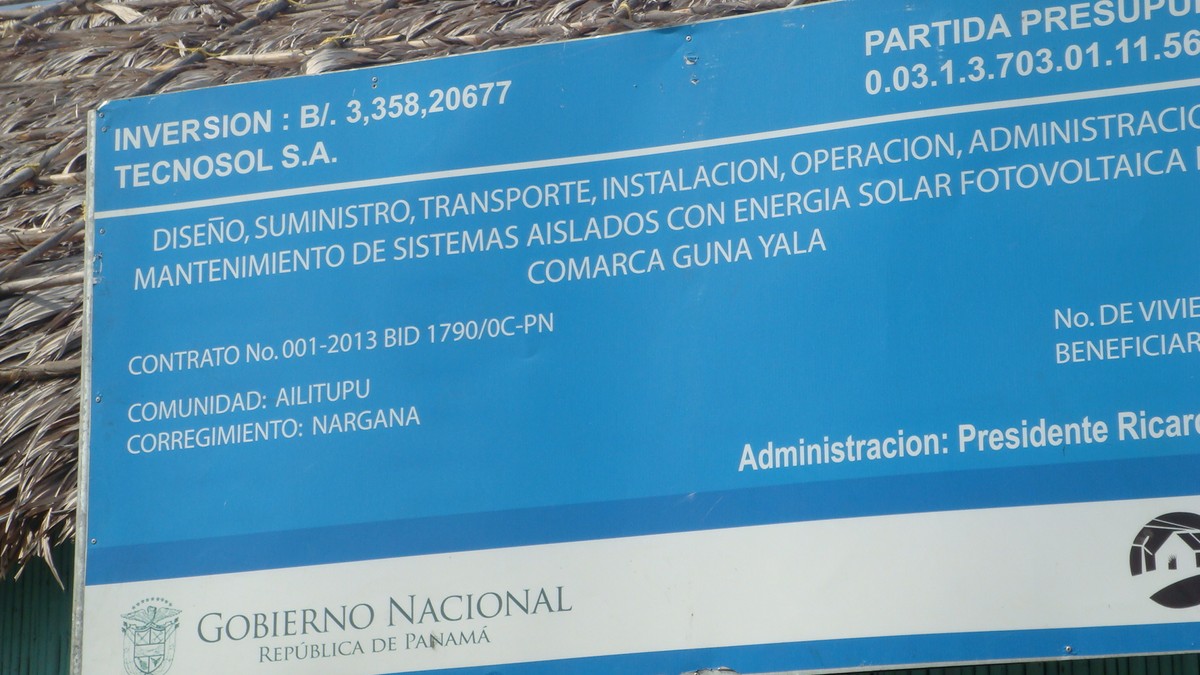 INVERSION : B/. 3,358,20677
TECNOSOL S.A.
PARTIDA PRESUPU
0.03.1.3.703.01.11.56
DISEÑO, SUMINISTRO, TRANSPORTE, INSTALACION, OPERACION, ADMINISTRACIO
MANTENIMIENTO DE SISTEMAS AISLADOS CON ENERGIA SOLAR FOTOVOLTAICA
COMARCA GUNA YALA
CONTRATO No. 001-2013 BID 1790/0C-PN
COMUNIDAD: AILITUPU
CORREGIMIENTO: NARGANA
No. DE VIVIE
BENEFICIAR
Administracion: Presidente Ricard
GOBIERNO NACIONAL
REPÚBLICA DE PANAMÁ